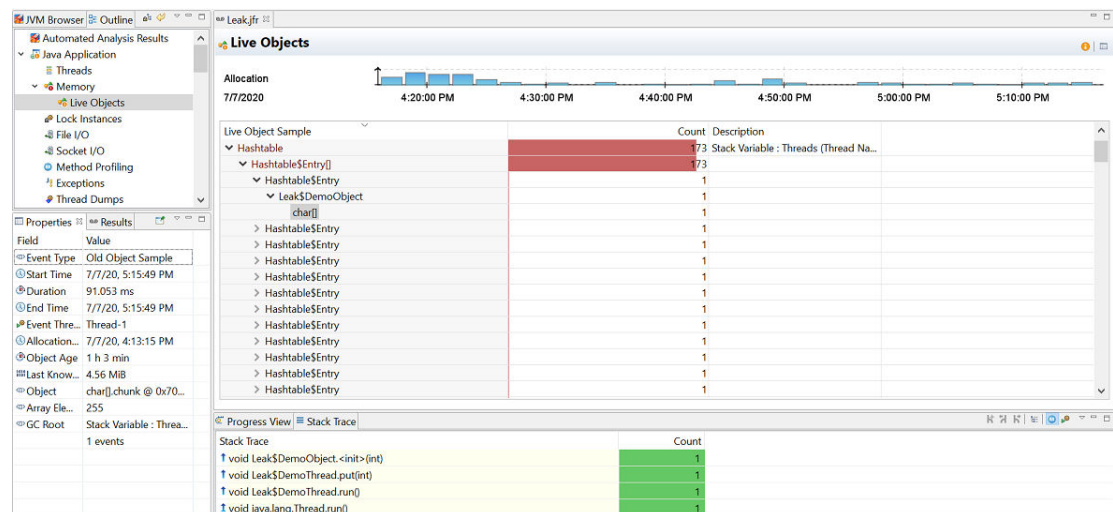 JVM Browser Outline
Automated Analysis Results
Java Application
Threads
Memory
Live Objects
Lock Instances
File I/O
Socket I/O
Method Profiling
Exceptions
Thread Dumps
Properties Results
Field Value
Event Type Old Object Sample
Start Time 7/7/20, 5:15:49 PM
Duration 91.053 ms
End Time 7/7/20, 5:15:49 PM
Event Thre... Thread-1
Allocation... 7/7/20, 4:13:15 PM
Object Age 1 h 3 min
Last Know... 4.56 MiB
Object char[].chunk @ 0x70...
Array Ele... 255
GC Root Stack Variable : Threa...
1 events
Leak.jfr
Live Objects
Allocation
7/7/2020 4:20:00 PM 4:30:00 PM 4:40:00 PM 4:50:00 PM 5:00:00 PM 5:10:00 PM
Live Object Sample Count Description
Hashtable 173 Stack Variable : Threads (Thread Na...
Hashtable$Entry[] 173
Hashtable$Entry 1
Leak$DemoObject 1
char[] 1
Hashtable$Entry 1
Hashtable$Entry 1
Hashtable$Entry 1
Hashtable$Entry 1
Hashtable$Entry 1
Hashtable$Entry 1
Hashtable$Entry 1
Hashtable$Entry 1
Hashtable$Entry 1
Hashtable$Entry 1
Hashtable$Entry 1
Progress View Stack Trace
Stack Trace Count
void Leak$DemoObject.<init>(int) 1
void Leak$DemoThread.put(int) 1
void Leak$DemoThread.run() 1
void java.lang.Thread.run() 1